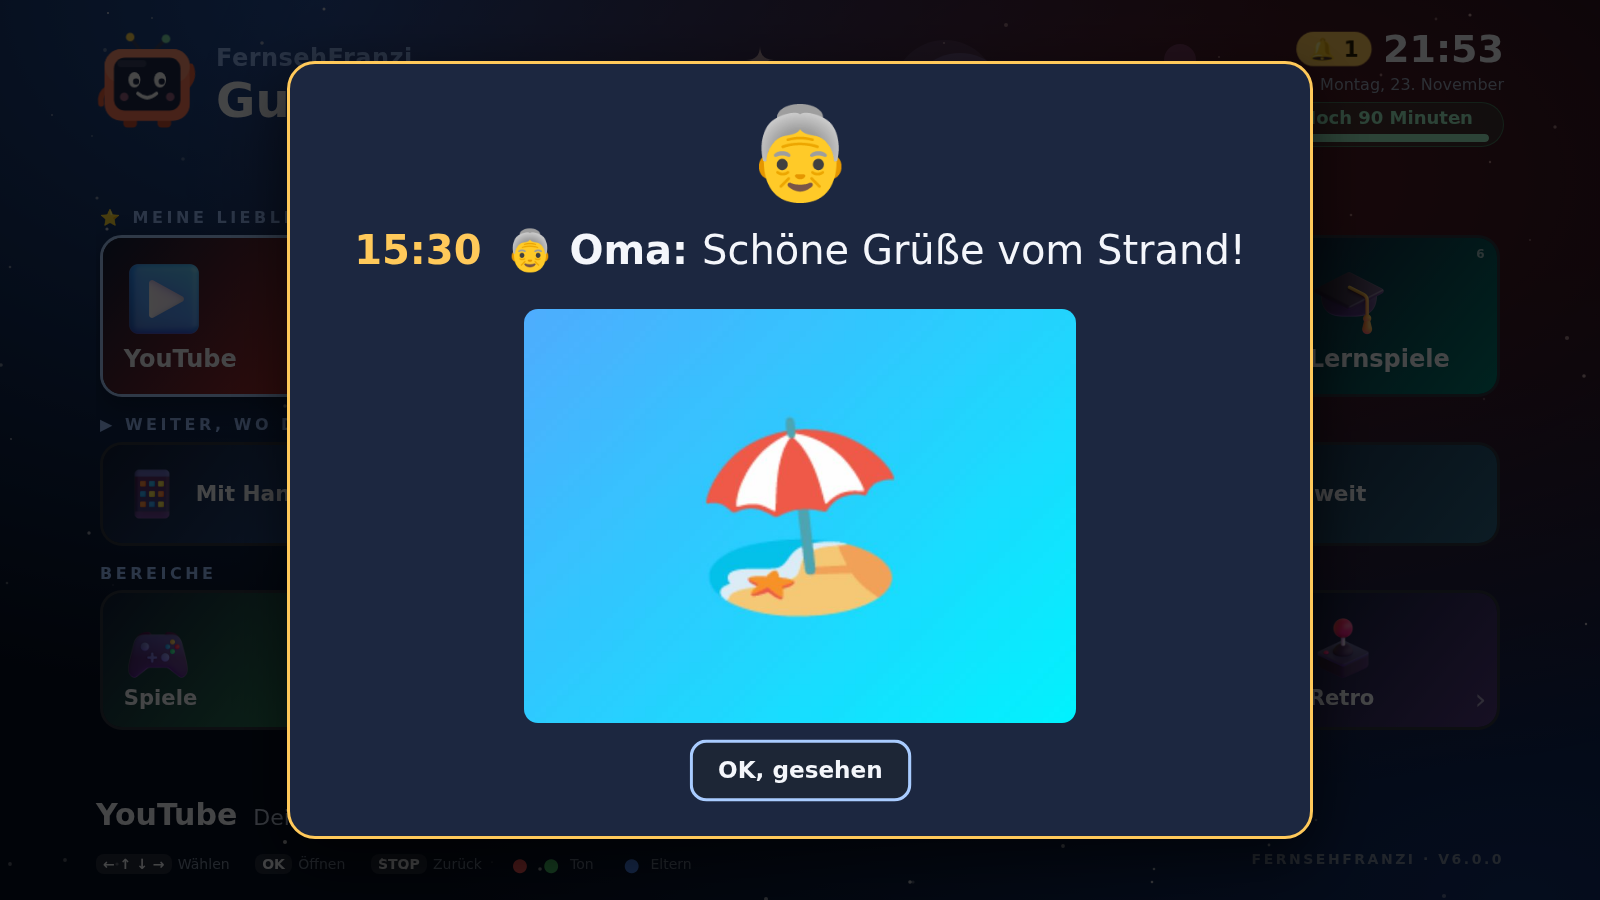 FernsehFranzi
Gu
1 21:53
Montag, 23. November
och 90 Minuten
15:30 Oma: Schöne Grüße vom Strand!
MEINE LIEBL
6
YouTube
Lernspiele
WEITER, WO D
Mit Han
weit
BEREICHE
Spiele
Retro
OK, gesehen
YouTube Dei
← ↑ ↓ → Wählen OK Öffnen STOP Zurück Ton Eltern
FERNSEHFRANZI · V6.0.0